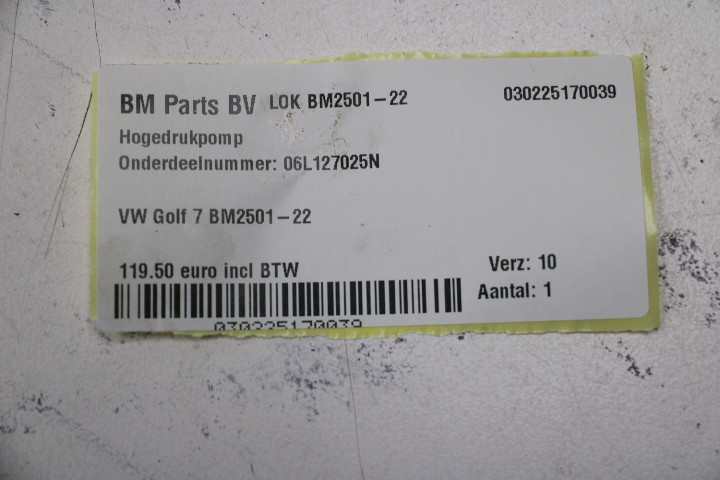 BM Parts BV LOK BM2501-22 030225170039
Hogedrukpomp
Onderdeelnummer: 06L127025N
VW Golf 7 BM2501-22
119.50 euro incl BTW Verz: 10
Aantal: 1
030225170039